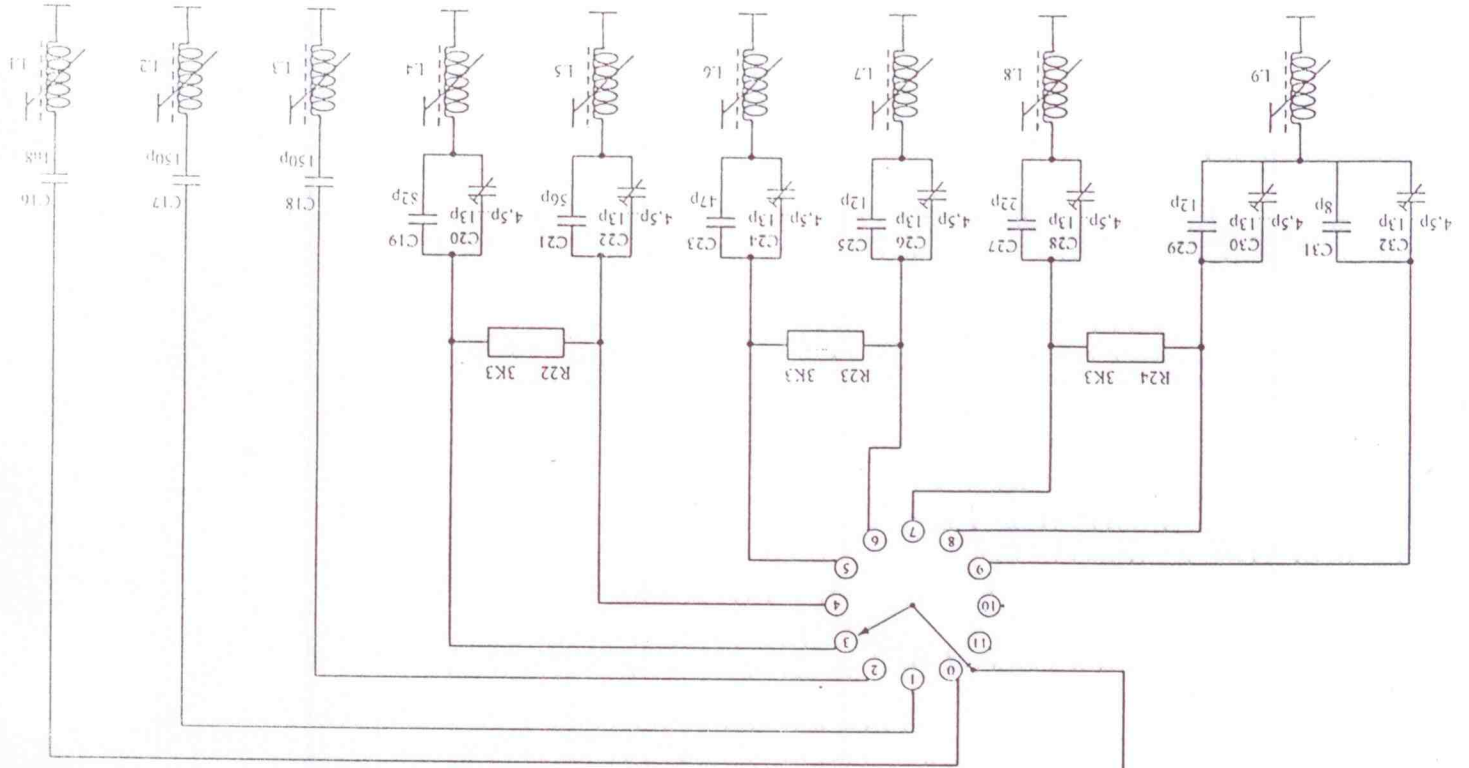 1
0 2
11 3
10 4
9 5
8 7 6
R24 3K3
R23 3K3
R22 3K3
C32
4,5p..13p
C31
8p
C30
4,5p..13p
C29
12p
C28
4,5p..13p
C27
22p
C26
4,5p..13p
C25
12p
C24
4,5p..13p
C23
47p
C22
4,5p..13p
C21
56p
C20
4,5p..13p
C19
82p
C18
150p
C17
150p
C16
1n8
L9
L8
L7
L6
L5
L4
L3
L2
L1